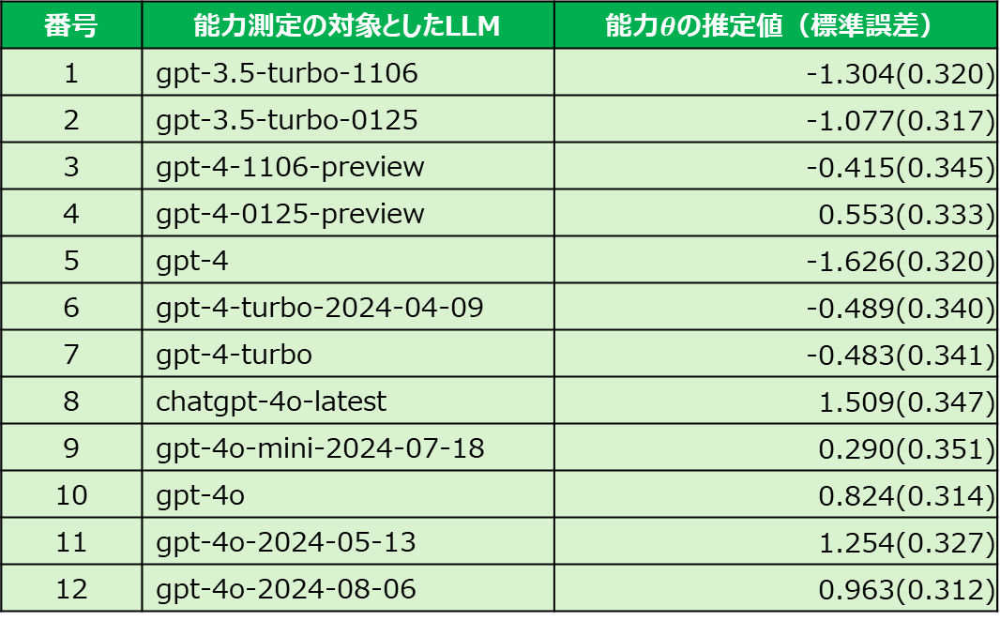 番号 能力測定の対象としたLLM 能力θの推定値（標準誤差）
1 gpt-3.5-turbo-1106 -1.304(0.320)
2 gpt-3.5-turbo-0125 -1.077(0.317)
3 gpt-4-1106-preview -0.415(0.345)
4 gpt-4-0125-preview 0.553(0.333)
5 gpt-4 -1.626(0.320)
6 gpt-4-turbo-2024-04-09 -0.489(0.340)
7 gpt-4-turbo -0.483(0.341)
8 chatgpt-4o-latest 1.509(0.347)
9 gpt-4o-mini-2024-07-18 0.290(0.351)
10 gpt-4o 0.824(0.314)
11 gpt-4o-2024-05-13 1.254(0.327)
12 gpt-4o-2024-08-06 0.963(0.312)